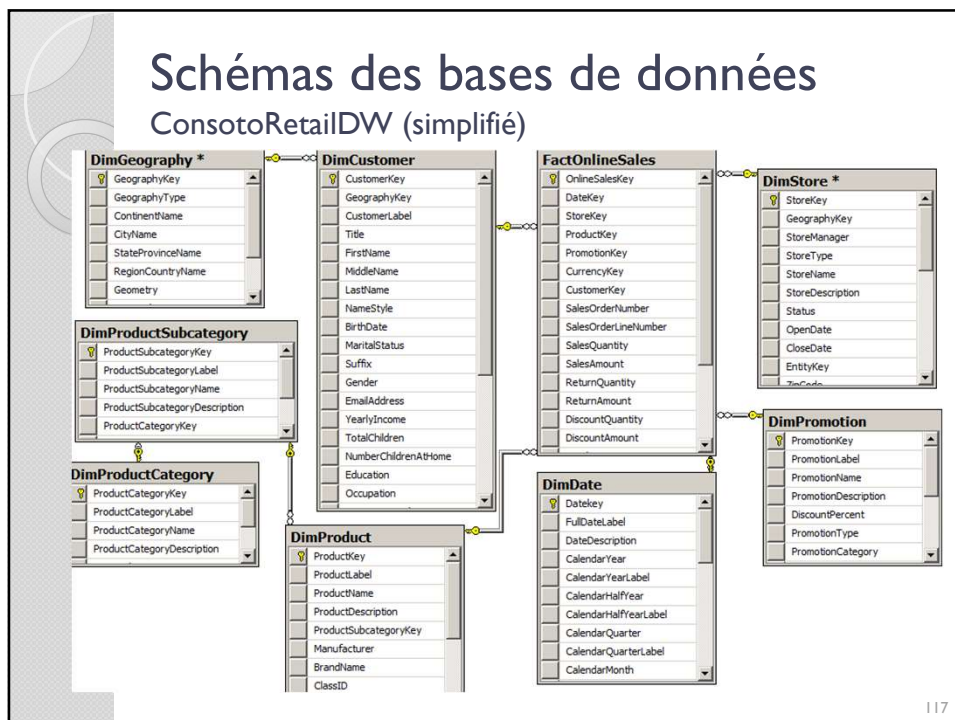 Schémas des bases de données
ConsotoRetailDW (simplifié)
DimGeography *
GeographyKey
GeographyType
ContinentName
CityName
StateProvinceName
RegionCountryName
Geometry
DimCustomer
CustomerKey
GeographyKey
CustomerLabel
Title
FirstName
MiddleName
LastName
NameStyle
BirthDate
MaritalStatus
Suffix
Gender
EmailAddress
YearlyIncome
TotalChildren
NumberChildrenAtHome
Education
Occupation
FactOnlineSales
OnlineSalesKey
DateKey
StoreKey
ProductKey
PromotionKey
CurrencyKey
CustomerKey
SalesOrderNumber
SalesOrderLineNumber
SalesQuantity
SalesAmount
ReturnQuantity
ReturnAmount
DiscountQuantity
DiscountAmount
DimStore *
StoreKey
GeographyKey
StoreManager
StoreType
StoreName
StoreDescription
Status
OpenDate
CloseDate
EntityKey
ZipCode
DimProductSubcategory
ProductSubcategoryKey
ProductSubcategoryLabel
ProductSubcategoryName
ProductSubcategoryDescription
ProductCategoryKey
DimProductCategory
ProductCategoryKey
ProductCategoryLabel
ProductCategoryName
ProductCategoryDescription
DimProduct
ProductKey
ProductLabel
ProductName
ProductDescription
ProductSubcategoryKey
Manufacturer
BrandName
ClassID
DimDate
Datekey
FullDateLabel
DateDescription
CalendarYear
CalendarYearLabel
CalendarHalfYear
CalendarHalfYearLabel
CalendarQuarter
CalendarQuarterLabel
CalendarMonth
DimPromotion
PromotionKey
PromotionLabel
PromotionName
PromotionDescription
DiscountPercent
PromotionType
PromotionCategory
117